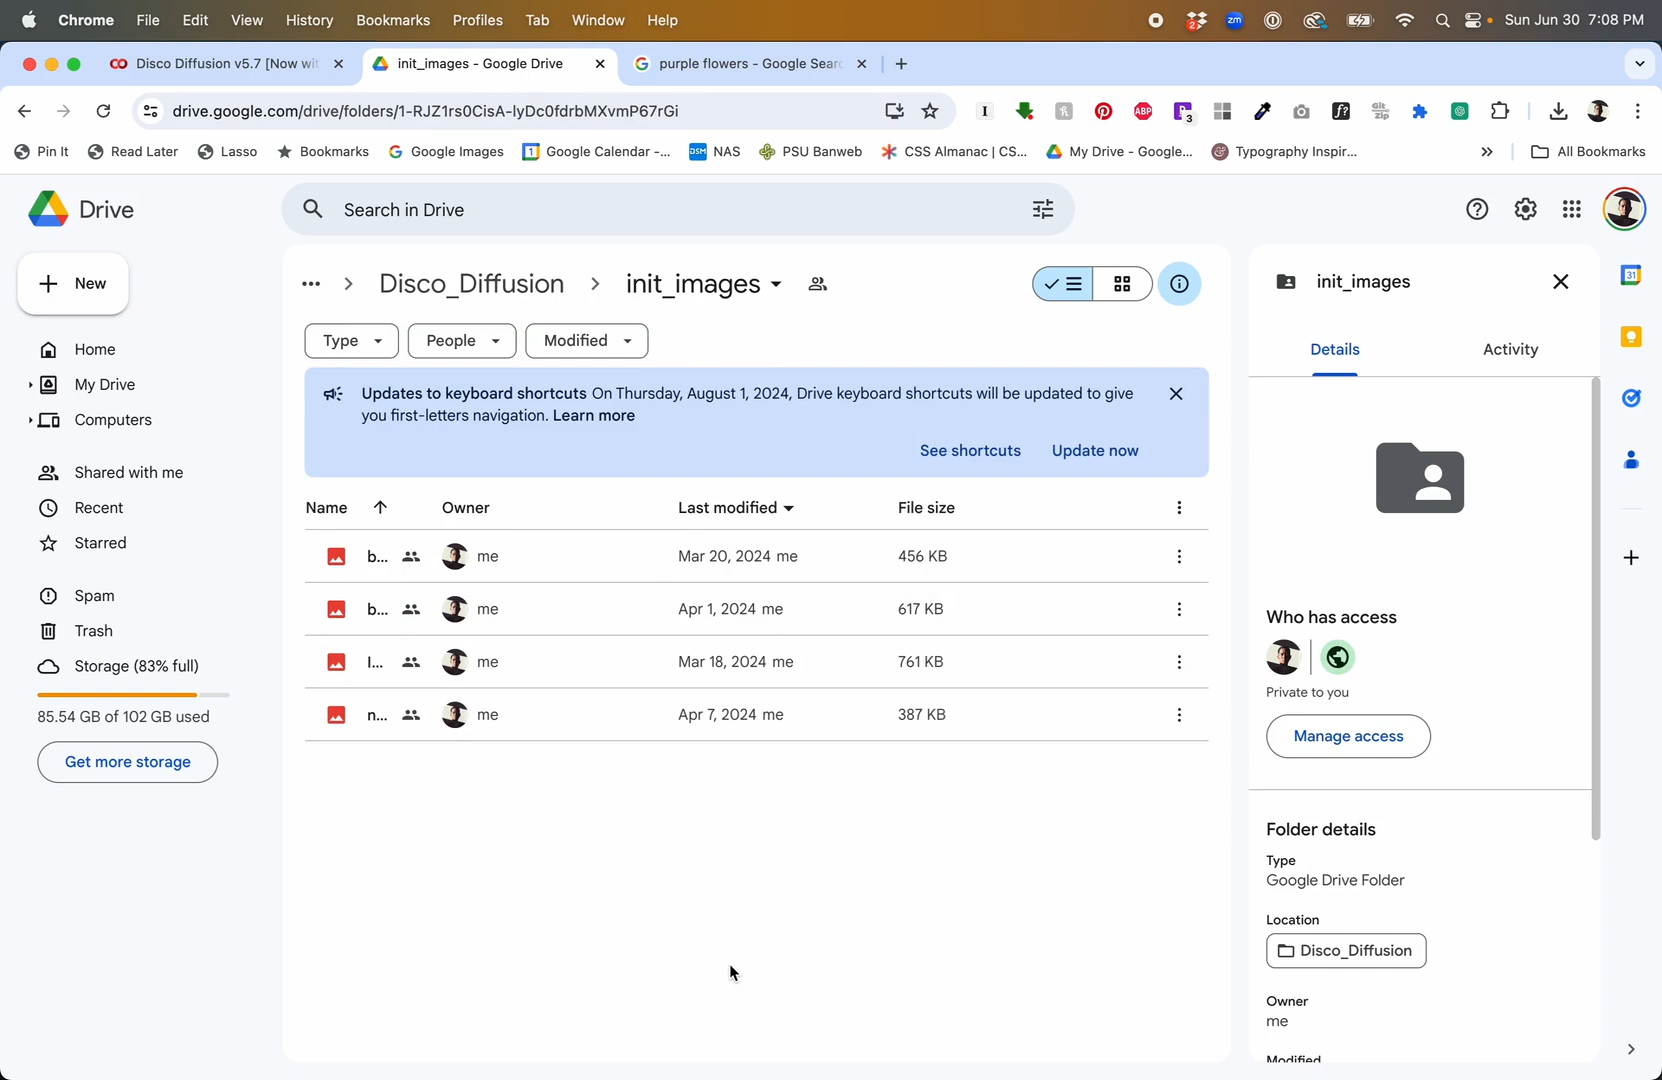 Chrome File Edit View History Bookmarks Profiles Tab Window Help
2 zm Sun Jun 30 7:08 PM
Disco Diffusion v5.7 [Now wit
init_images - Google Drive
purple flowers - Google Sear
drive.google.com/drive/folders/1-RJZ1rs0CisA-lyDc0fdrbMXvmP67rGi
ABP 3 f? Git zip
Pin It Read Later Lasso Bookmarks Google Images Google Calendar -... DSM NAS PSU Banweb CSS Almanac | CS... My Drive - Google... Typography Inspir... » All Bookmarks
Drive
Search in Drive
New
Home
My Drive
Computers
Shared with me
Recent
Starred
Spam
Trash
Storage (83% full)
85.54 GB of 102 GB used
Get more storage
... Disco_Diffusion init_images
Type People Modified
Updates to keyboard shortcuts On Thursday, August 1, 2024, Drive keyboard shortcuts will be updated to give
you first-letters navigation. Learn more
See shortcuts Update now
Name Owner Last modified File size
b... me Mar 20, 2024 me 456 KB
b... me Apr 1, 2024 me 617 KB
I... me Mar 18, 2024 me 761 KB
n... me Apr 7, 2024 me 387 KB
init_images
Details Activity
Who has access
Private to you
Manage access
Folder details
Type
Google Drive Folder
Location
Disco_Diffusion
Owner
me
Modified
31